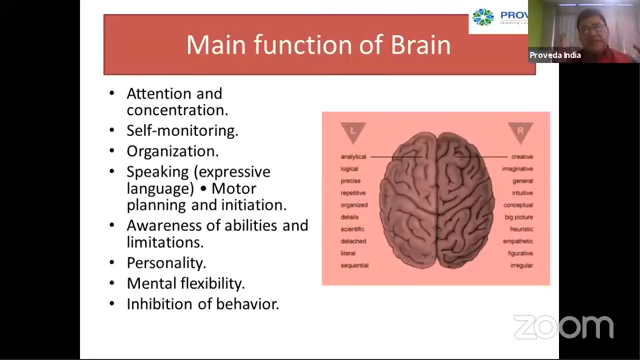 PROV
Main function of Brain
Proveda India
• Attention and
concentration.
• Self-monitoring.
• Organization.
• Speaking (expressive
language) • Motor
planning and initiation.
• Awareness of abilities and
limitations.
• Personality.
• Mental flexibility.
• Inhibition of behavior.
L
R
analytical
logical
precise
repetitive
organized
details
scientific
detached
literal
sequential
creative
imaginative
general
intuitive
conceptual
big picture
heuristic
empathetic
figurative
irregular
zoom